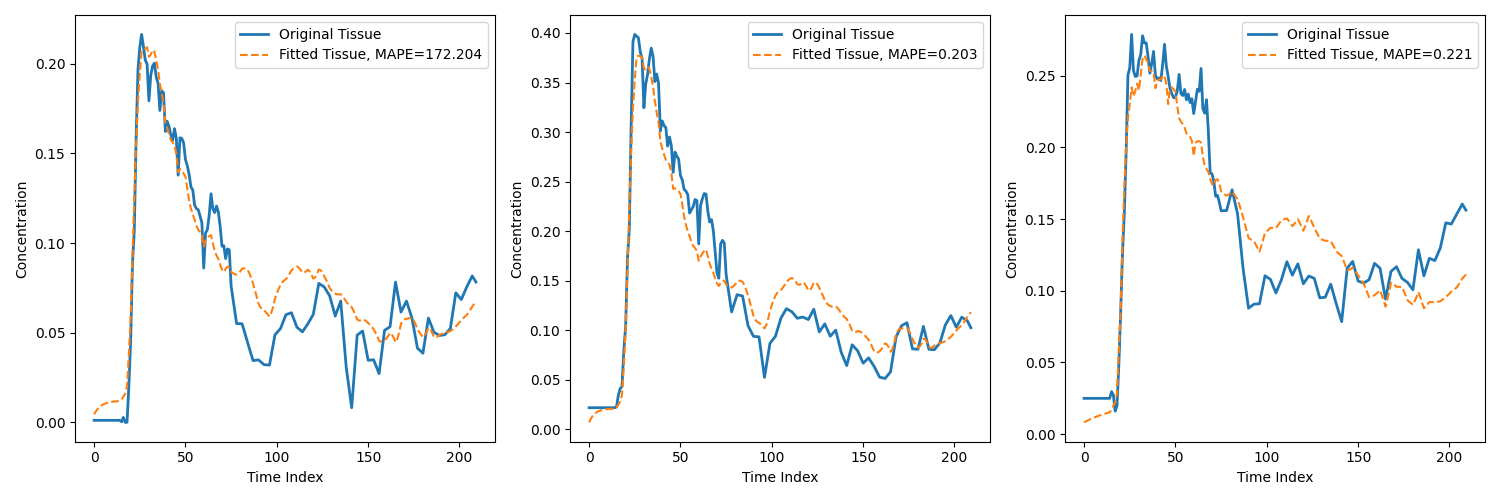 Original Tissue
Fitted Tissue, MAPE=172.204
0.20
0.15
0.10
0.05
0.00
Concentration
0 50 100 150 200
Time Index
Original Tissue
Fitted Tissue, MAPE=0.203
0.40
0.35
0.30
0.25
0.20
0.15
0.10
0.05
0.00
Concentration
0 50 100 150 200
Time Index
Original Tissue
Fitted Tissue, MAPE=0.221
0.25
0.20
0.15
0.10
0.05
0.00
Concentration
0 50 100 150 200
Time Index